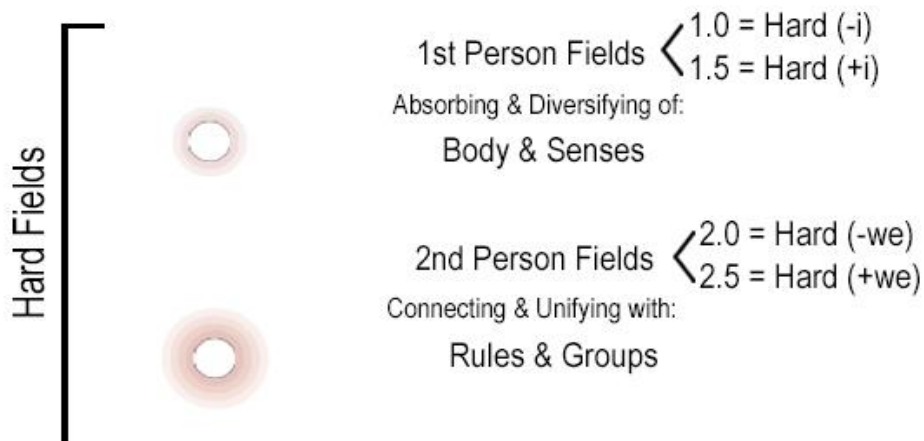 Hard Fields
1st Person Fields
1.0 = Hard (-i)
1.5 = Hard (+i)
Absorbing & Diversifying of:
Body & Senses
2nd Person Fields
2.0 = Hard (-we)
2.5 = Hard (+we)
Connecting & Unifying with:
Rules & Groups